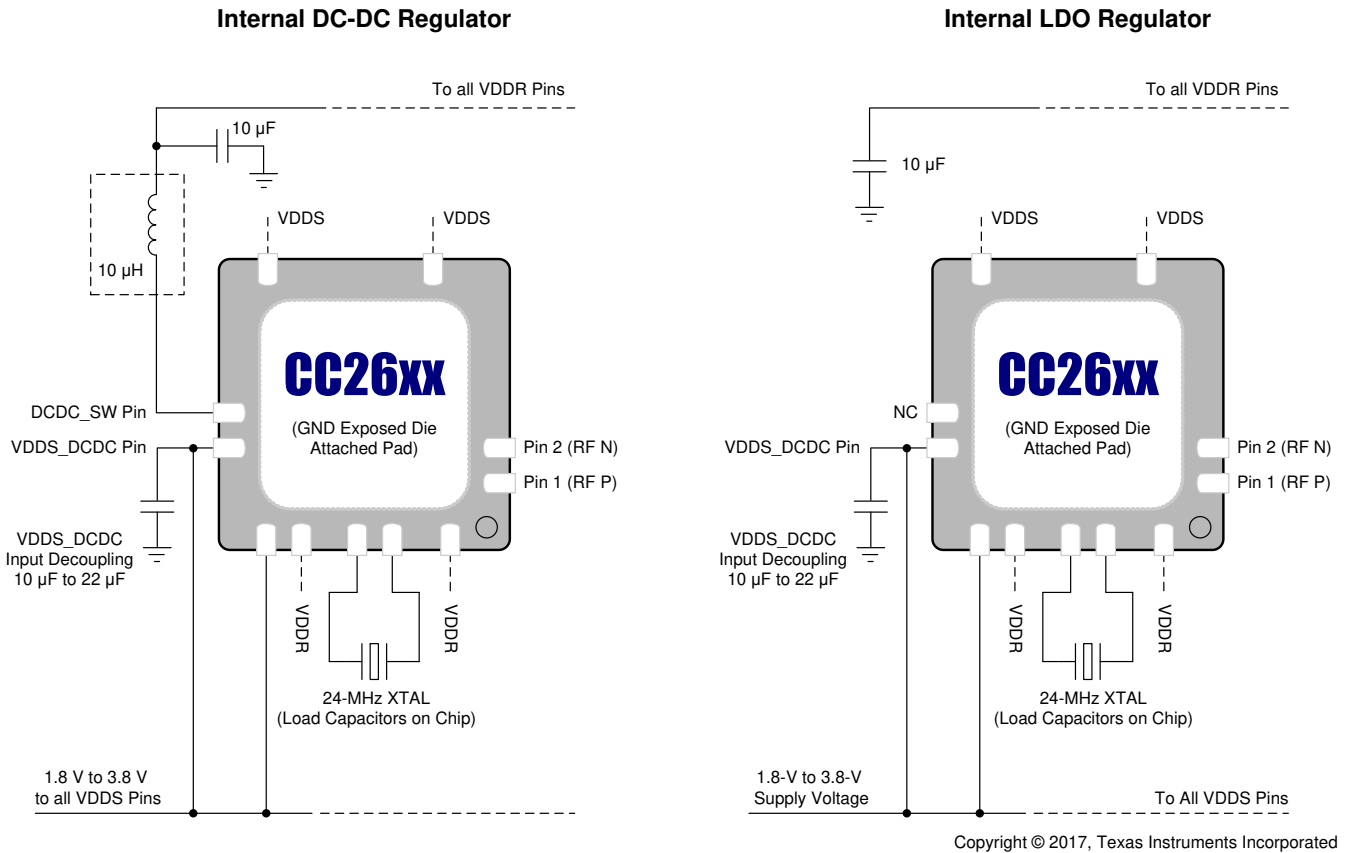 Internal DC-DC Regulator
To all VDDR Pins
10 µF
10 µH
VDDS
VDDS
CC26xx
(GND Exposed Die
Attached Pad)
DCDC_SW Pin
VDDS_DCDC Pin
Pin 2 (RF N)
Pin 1 (RF P)
VDDS_DCDC
Input Decoupling
10 µF to 22 µF
VDDR
VDDR
24-MHz XTAL
(Load Capacitors on Chip)
1.8 V to 3.8 V
to all VDDS Pins
Internal LDO Regulator
To all VDDR Pins
10 µF
VDDS
VDDS
CC26xx
(GND Exposed Die
Attached Pad)
NC
VDDS_DCDC Pin
Pin 2 (RF N)
Pin 1 (RF P)
VDDS_DCDC
Input Decoupling
10 µF to 22 µF
VDDR
VDDR
24-MHz XTAL
(Load Capacitors on Chip)
1.8-V to 3.8-V
Supply Voltage
To All VDDS Pins
Copyright © 2017, Texas Instruments Incorporated